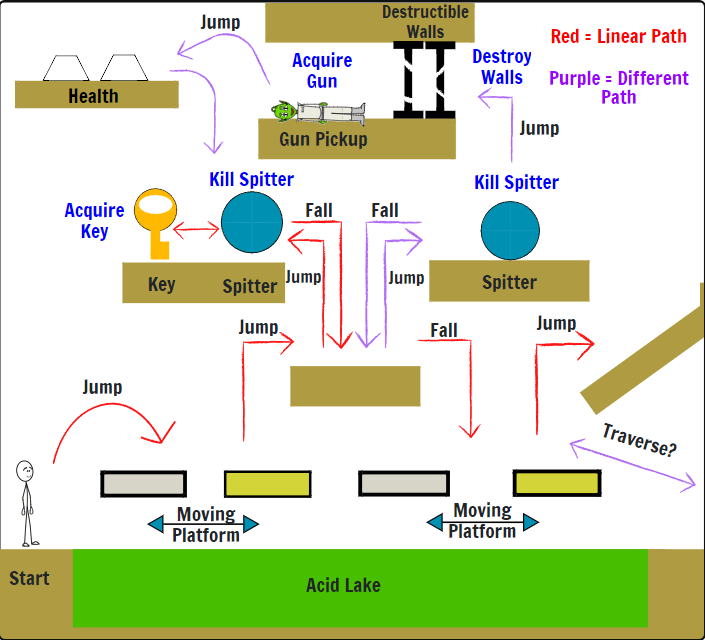 Destructible
Walls
Jump
Red = Linear Path
Acquire
Gun
Destroy
Walls
Purple = Different
Path
Health
Gun Pickup
Jump
Kill Spitter
Kill Spitter
Acquire
Key
Fall
Fall
Key
Spitter
Jump
Jump
Spitter
Jump
Fall
Jump
Jump
Traverse?
Moving
Platform
Moving
Platform
Start
Acid Lake